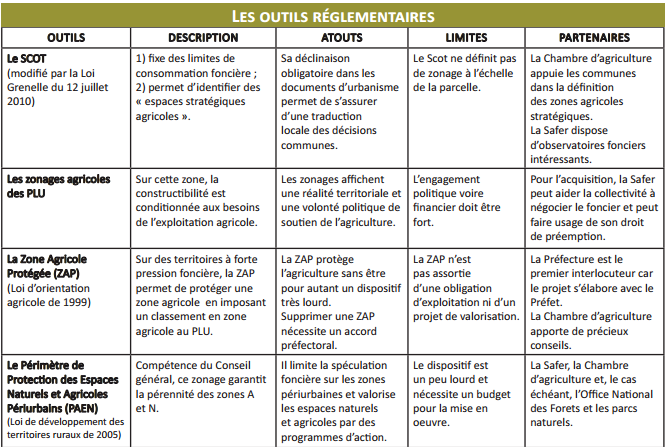 LES OUTILS RÉGLEMENTAIRES
OUTILS
DESCRIPTION
ATOUTS
LIMITES
PARTENAIRES
Le SCOT
(modifié par la Loi
Grenelle du 12 juillet
2010)
1) fixe des limites de
consommation foncière ;
2) permet d'identifier des
« espaces stratégiques
agricoles ».
Sa déclinaison
obligatoire dans les
documents d'urbanisme
permet de s'assurer
d'une traduction
locale des décisions
communes.
Le Scot ne définit pas
de zonage à l'échelle
de la parcelle.
La Chambre d'agriculture
appuie les communes
dans la définition
des zones agricoles
stratégiques.
La Safer dispose
d'observatoires fonciers
intéressants.
Les zonages agricoles
des PLU
Sur cette zone, la
constructibilité est
conditionnée aux besoins
de l'exploitation agricole.
Les zonages affichent
une réalité territoriale et
une volonté politique de
soutien de l'agriculture.
L'engagement
politique voire
financier doit être
fort.
Pour l'acquisition, la Safer
peut aider la collectivité à
négocier le foncier et peut
faire usage de son droit
de préemption.
La Zone Agricole
Protégée (ZAP)
(Loi d'orientation
agricole de 1999)
Sur des territoires à forte
pression foncière, la ZAP
permet de protéger une
zone agricole en imposant
un classement en zone
agricole au PLU.
La ZAP protège
l'agriculture sans être
pour autant un dispositif
très lourd.
Supprimer une ZAP
nécessite un accord
préfectoral.
La ZAP n'est
pas assortie
d'une obligation
d'exploitation ni d'un
projet de valorisation.
La Préfecture est le
premier interlocuteur car
le projet s'élabore avec le
Préfet.
La Chambre d'agriculture
apporte de précieux
conseils.
Le Périmètre de
Protection des Espaces
Naturels et Agricoles
Périurbains (PAEN)
(Loi de développement des
territoires ruraux de 2005)
Compétence du Conseil
général, ce zonage garantit
la pérennité des zones A
et N.
Il limite la spéculation
foncière sur les zones
périurbaines et valorise
les espaces naturels
et agricoles par des
programmes d'action.
Le dispositif est
un peu lourd et
nécessite un budget
pour la mise en
oeuvre.
La Safer, la Chambre
d'agriculture et, le cas
échéant, l'Office National
des Forets et les parcs
naturels.